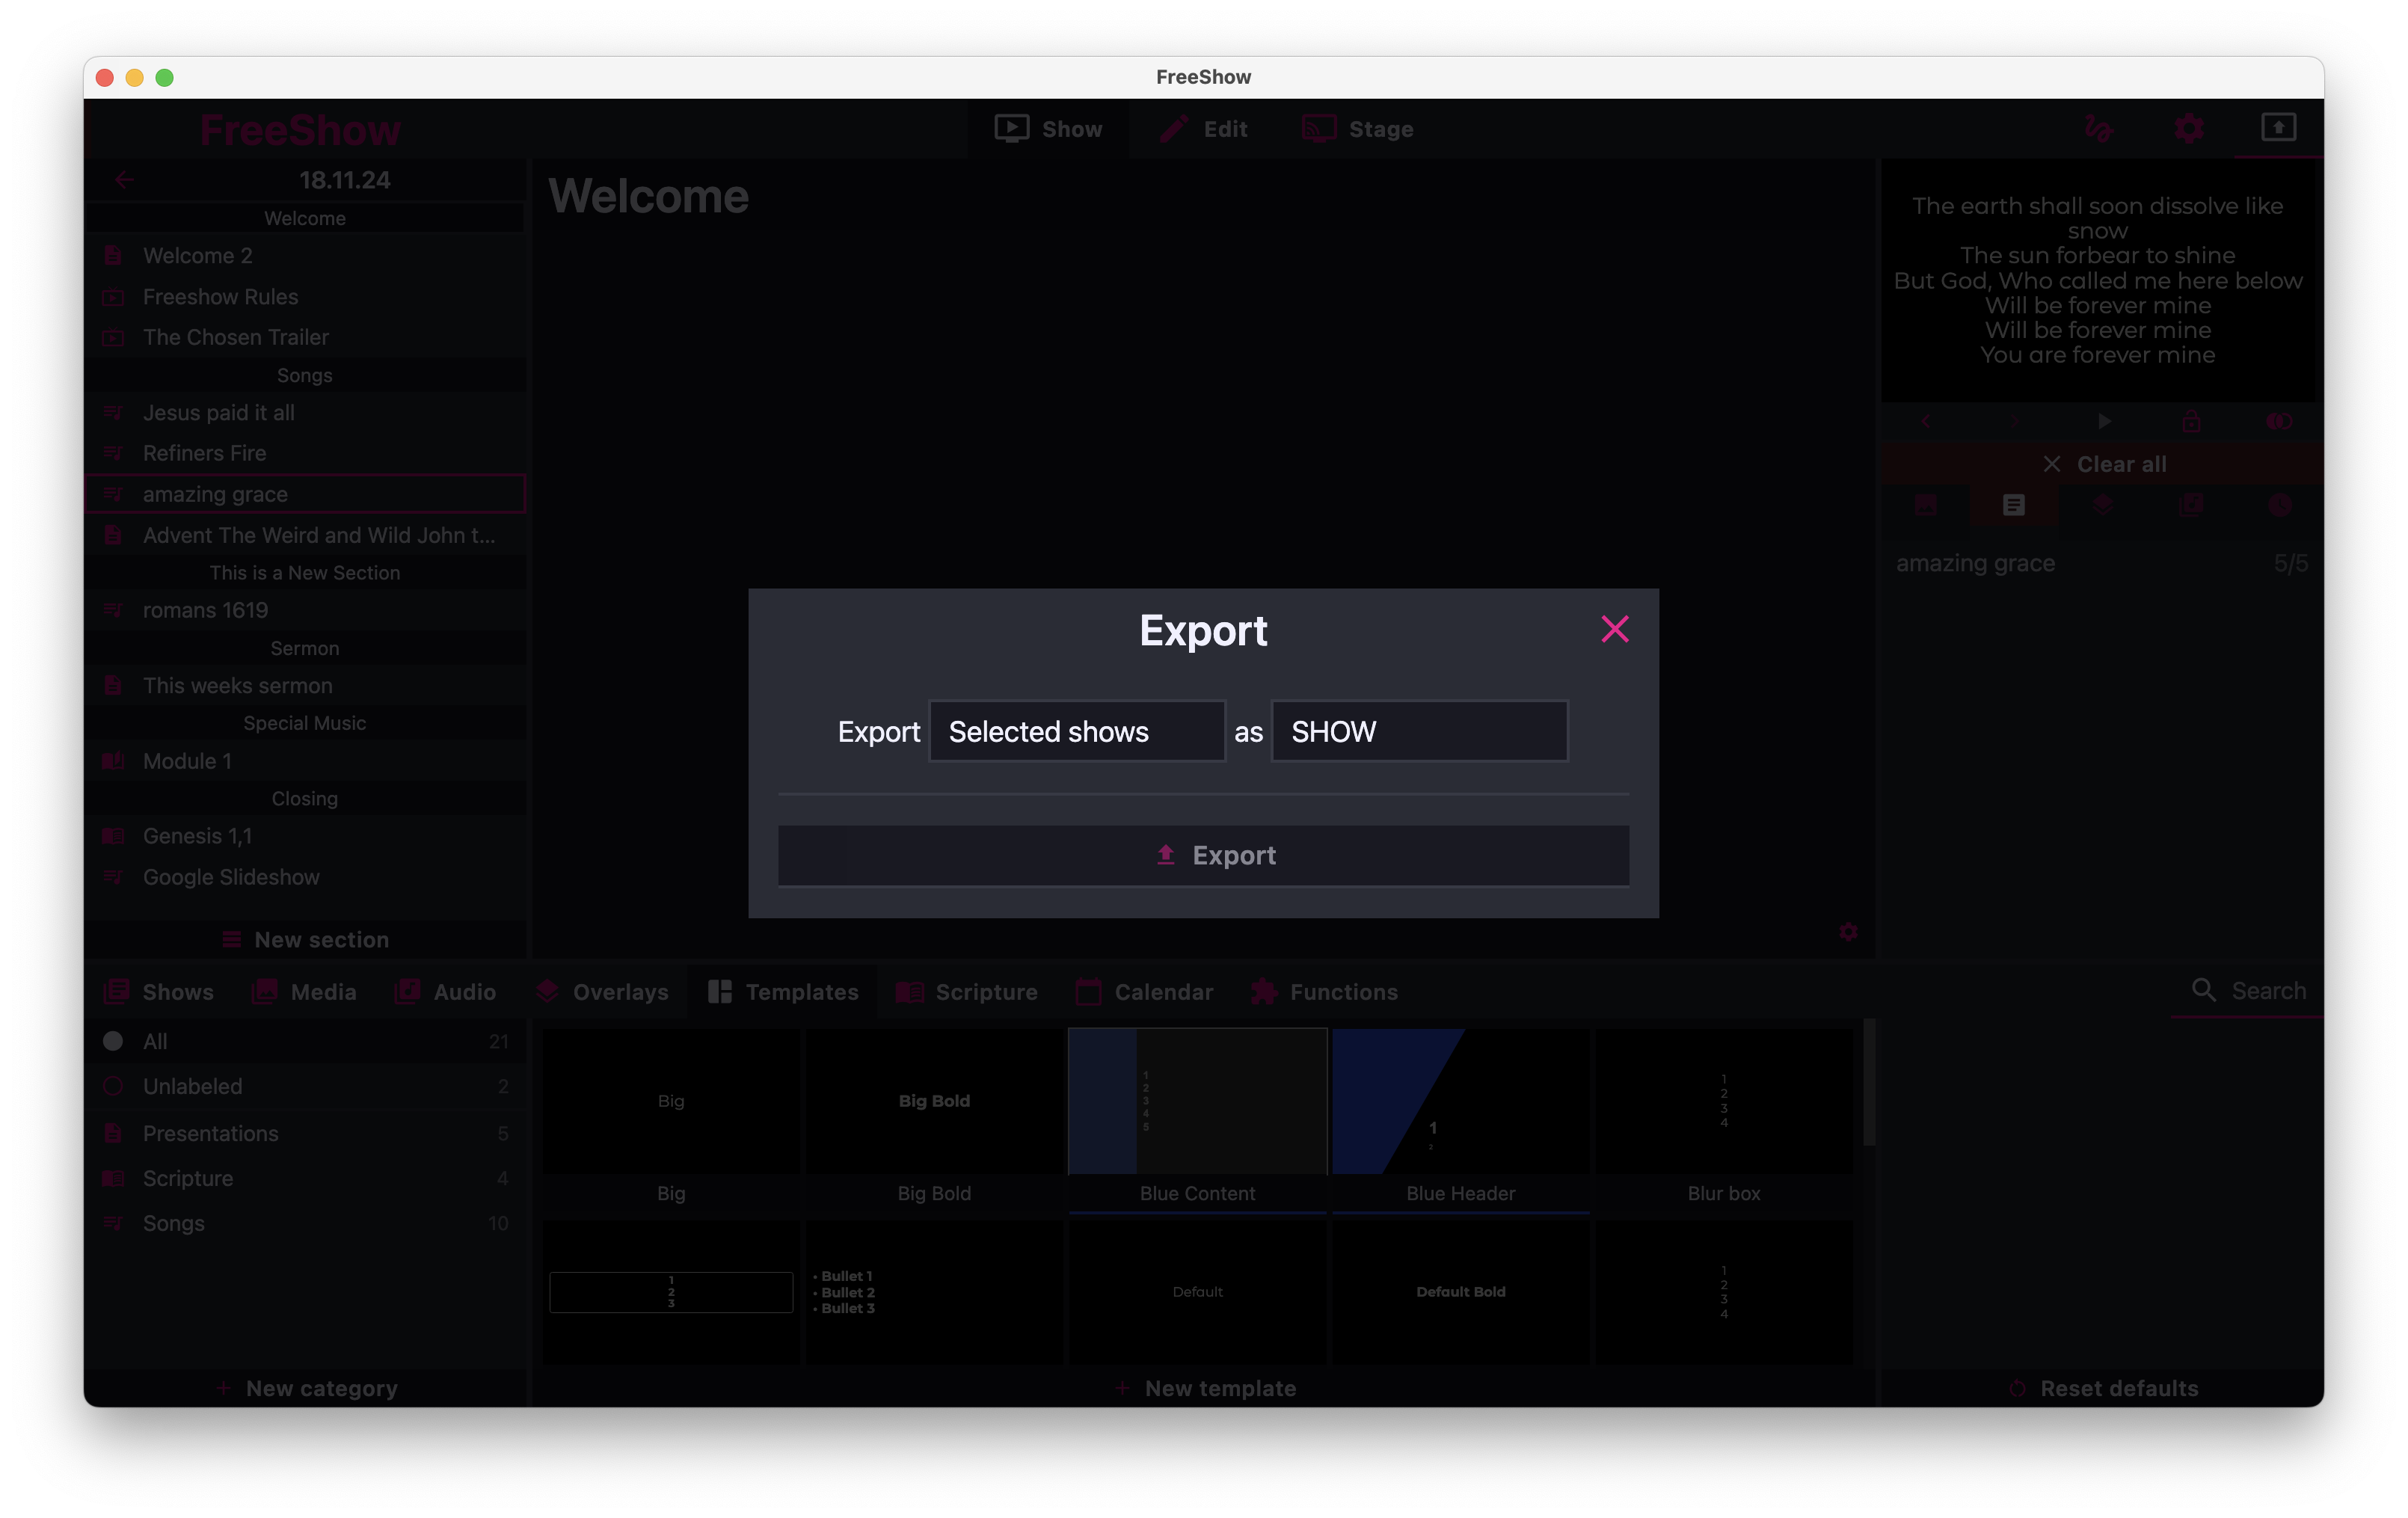 FreeShow
FreeShow
Show
Edit
Stage
18.11.24
Welcome
Welcome 2
Freeshow Rules
The Chosen Trailer
Songs
Jesus paid it all
Refiners Fire
amazing grace
Advent The Weird and Wild John t...
This is a New Section
romans 1619
Sermon
This weeks sermon
Special Music
Module 1
Closing
Genesis 1,1
Google Slideshow
New section
Welcome
Export
Export Selected shows as SHOW
Export
The earth shall soon dissolve like
snow
The sun forbear to shine
But God, Who called me here below
Will be forever mine
Will be forever mine
You are forever mine
Clear all
amazing grace 5/5
Shows
Media
Audio
Overlays
Templates
Scripture
Calendar
Functions
Search
All 21
Unlabeled 2
Presentations 5
Scripture 4
Songs 10
New category
Big
Big Bold
1
2
3
4
5
1
2
1
2
3
4
Big
Big Bold
Blue Content
Blue Header
Blur box
1
2
3
• Bullet 1
• Bullet 2
• Bullet 3
Default
Default Bold
1
2
3
4
New template
Reset defaults